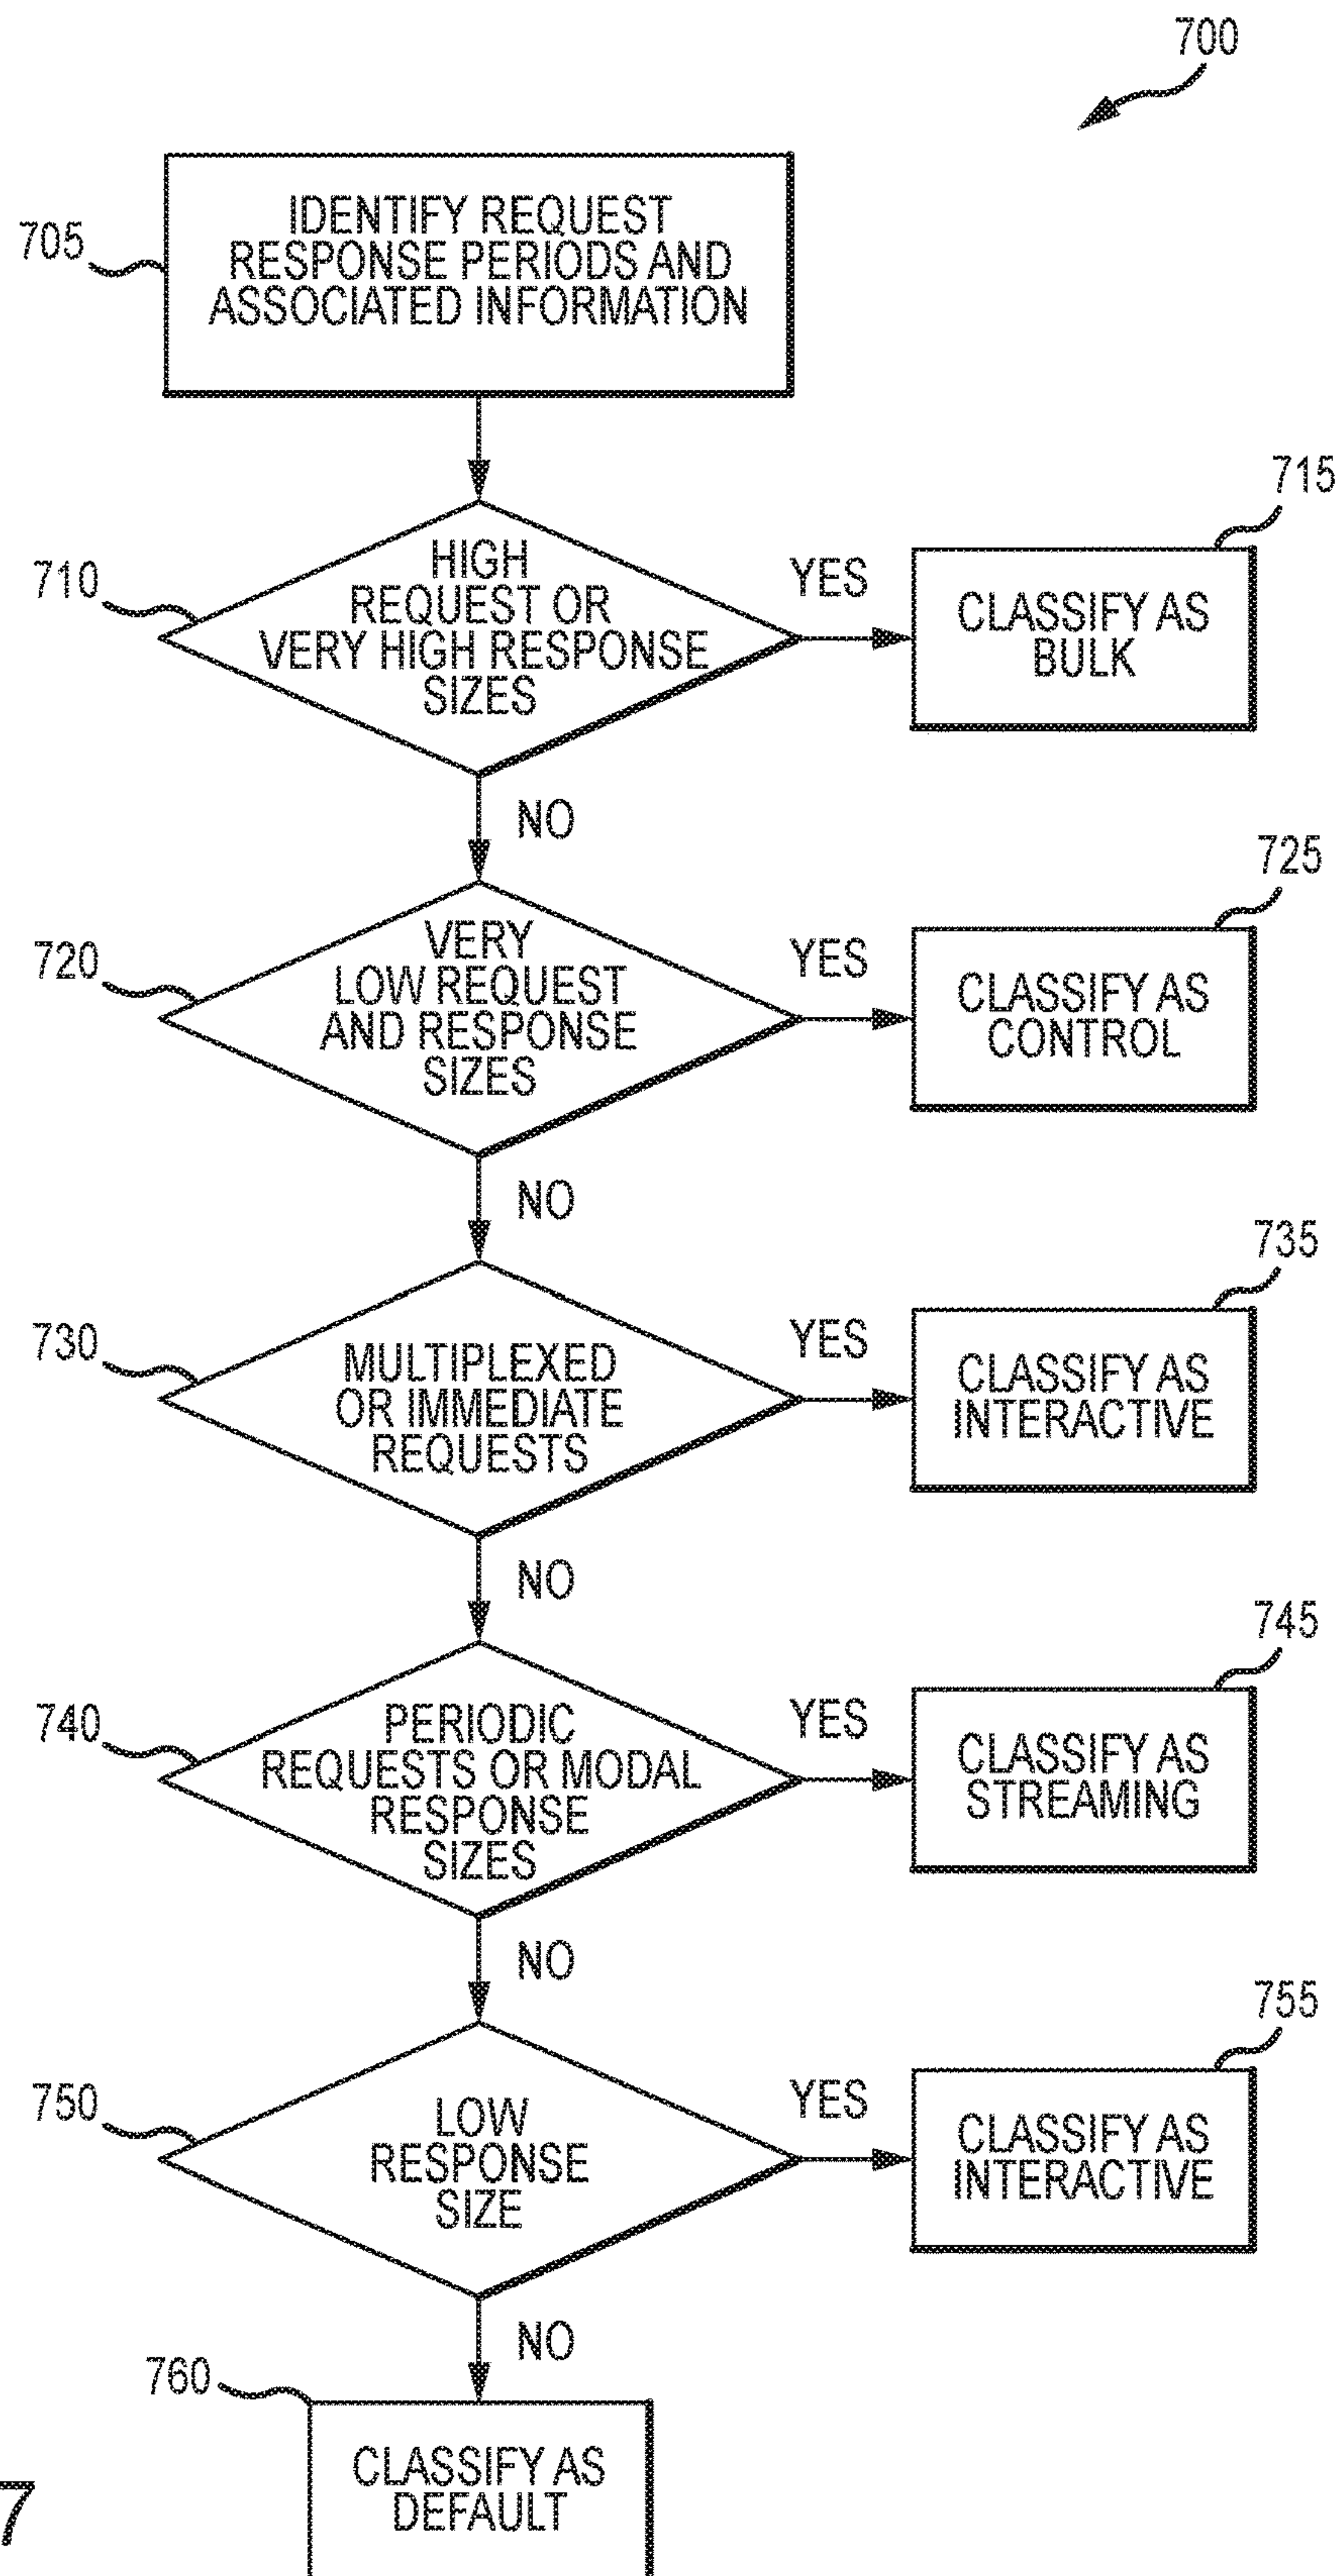 700
705
IDENTIFY REQUEST
RESPONSE PERIODS AND
ASSOCIATED INFORMATION
710
HIGH
REQUEST OR
VERY HIGH RESPONSE
SIZES
YES
715
CLASSIFY AS
BULK
NO
720
VERY
LOW REQUEST
AND RESPONSE
SIZES
YES
725
CLASSIFY AS
CONTROL
NO
730
MULTIPLEXED
OR IMMEDIATE
REQUESTS
YES
735
CLASSIFY AS
INTERACTIVE
NO
740
PERIODIC
REQUESTS OR MODAL
RESPONSE
SIZES
YES
745
CLASSIFY AS
STREAMING
NO
750
LOW
RESPONSE
SIZE
YES
755
CLASSIFY AS
INTERACTIVE
NO
760
CLASSIFY AS
DEFAULT
7